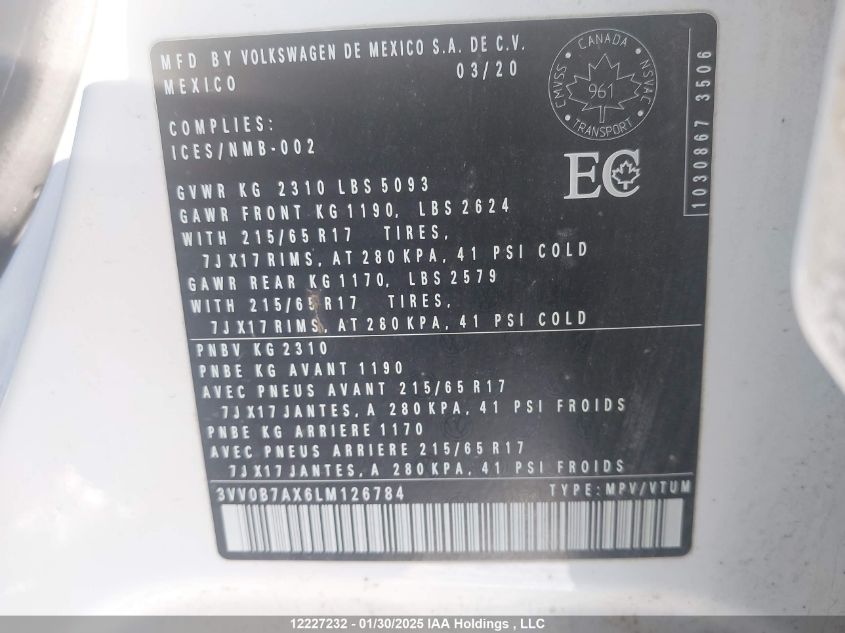 MFD BY VOLKSWAGEN DE MEXICO S.A. DE C.V.
MEXICO
03/20
CANADA
CMVSS
NSVAC
961
TRANSPORT
1030867 3506
COMPLIES:
ICES/NMB-002
EC
GVWR KG 2310 LBS 5093
GAWR FRONT KG 1190, LBS 2624
WITH 215/65 R17 TIRES,
7J X17 RIMS, AT 280 KPA, 41 PSI COLD
GAWR REAR KG 1170, LBS 2579
WITH 215/65 R17 TIRES,
7J X17 RIMS, AT 280 KPA, 41 PSI COLD
PNBV KG 2310
PNBE KG AVANT 1190
AVEC PNEUS AVANT 215/65 R17
7J X17 JANTES, A 280 KPA, 41 PSI FROIDS
PNBE KG ARRIERE 1170
AVEC PNEUS ARRIERE 215/65 R17
7J X17 JANTES, A 280 KPA, 41 PSI FROIDS
3VV0B7AX6LM126784 TYPE: MPV/VTUM
12227232 - 01/30/2025 IAA Holdings , LLC